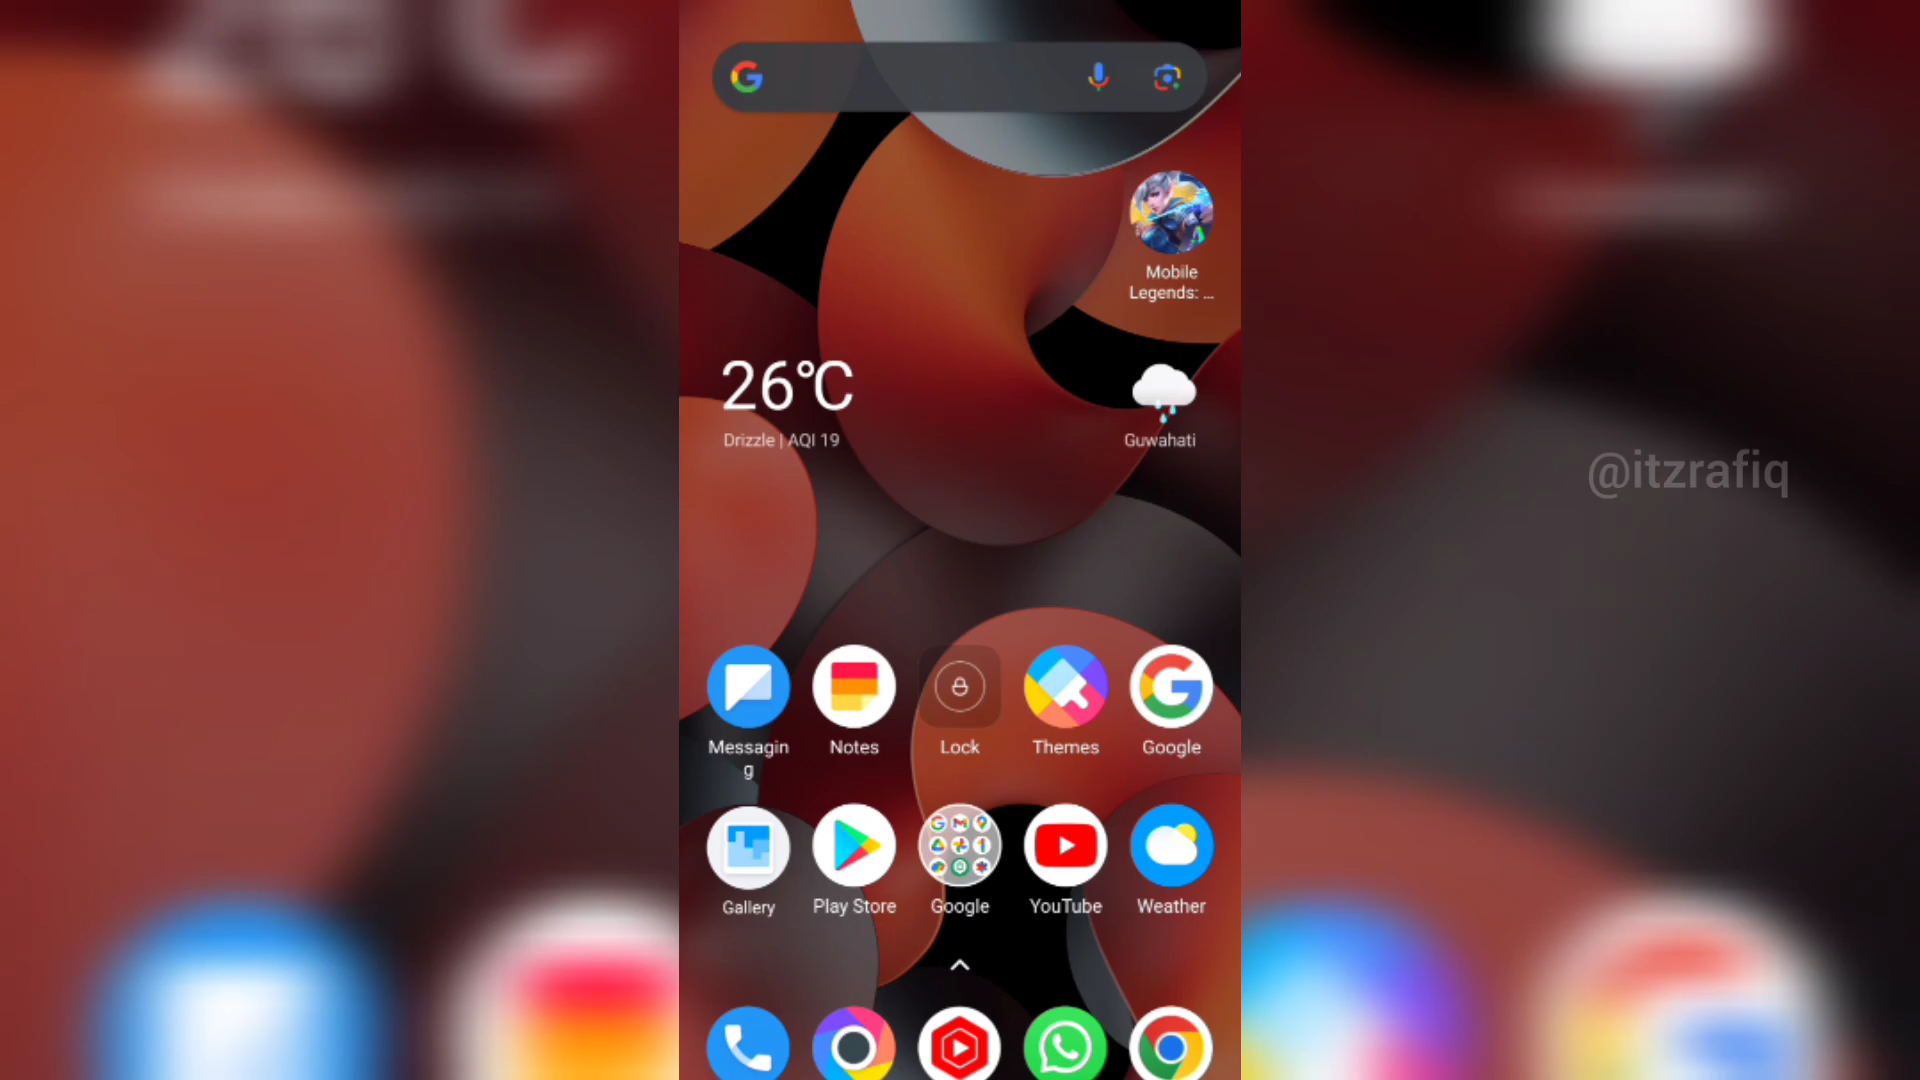 Mobile
Legends: ...
26°C
Drizzle | AQI 19
Guwahati
@itzrafiq
Messagin
g
Notes
Lock
Themes
Google
Gallery
Play Store
Google
YouTube
Weather